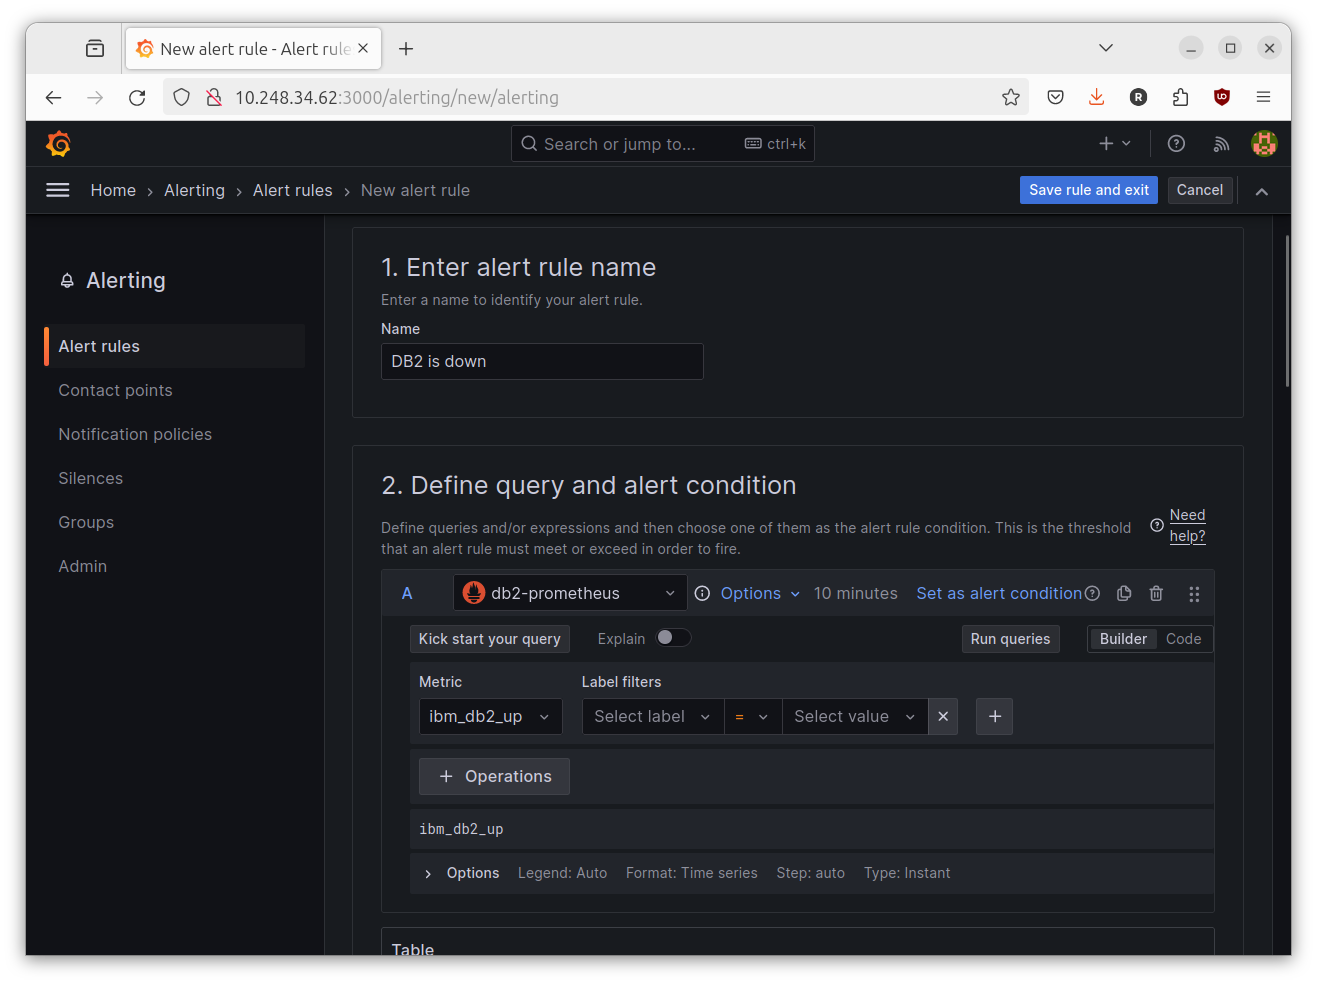 New alert rule - Alert rule
10.248.34.62:3000/alerting/new/alerting
R
Search or jump to...
ctrl+k
Home › Alerting › Alert rules › New alert rule
Save rule and exit
Cancel
Alerting
Alert rules
Contact points
Notification policies
Silences
Groups
Admin
1. Enter alert rule name
Enter a name to identify your alert rule.
Name
DB2 is down
2. Define query and alert condition
Define queries and/or expressions and then choose one of them as the alert rule condition. This is the threshold
that an alert rule must meet or exceed in order to fire.
Need
help?
A db2-prometheus Options 10 minutes Set as alert condition
Kick start your query Explain Run queries Builder Code
Metric Label filters
ibm_db2_up Select label = Select value
+ Operations
ibm_db2_up
Options Legend: Auto Format: Time series Step: auto Type: Instant
Table